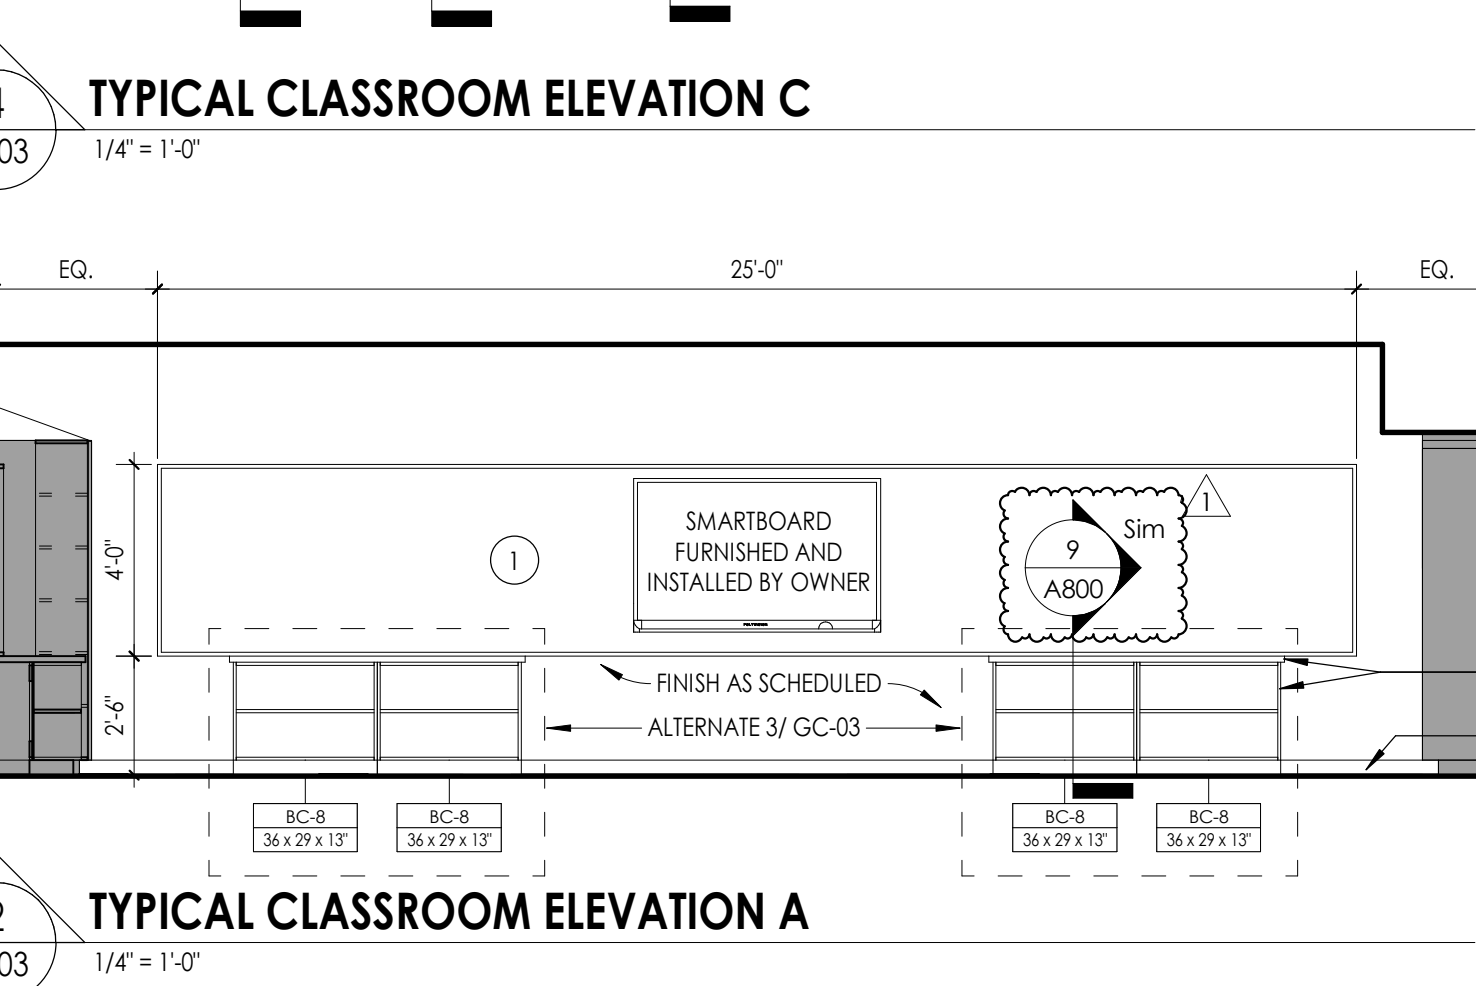 4
03
TYPICAL CLASSROOM ELEVATION C
1/4" = 1'-0"
EQ.
25'-0"
EQ.
4'-0"
2'-6"
1
SMARTBOARD
FURNISHED AND
INSTALLED BY OWNER
9
A800
Sim
1
FINISH AS SCHEDULED
ALTERNATE 3/ GC-03
BC-8
36 x 29 x 13"
BC-8
36 x 29 x 13"
BC-8
36 x 29 x 13"
BC-8
36 x 29 x 13"
2
03
TYPICAL CLASSROOM ELEVATION A
1/4" = 1'-0"